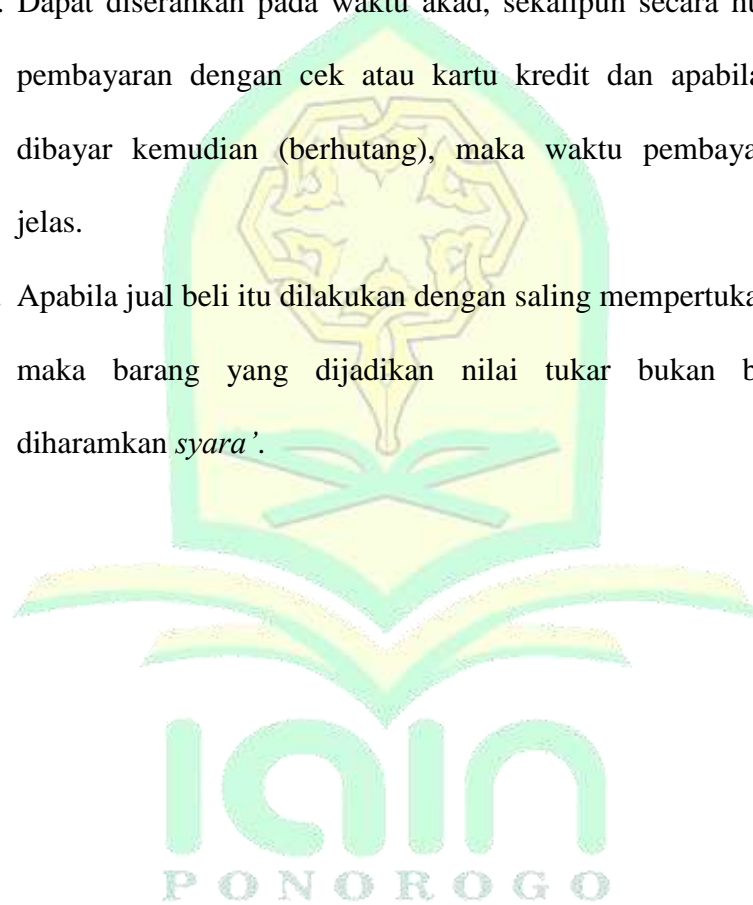 . Dapat diserahkan pada waktu akad, sekalipun secara
pembayaran dengan cek atau kartu kredit dan apabila
dibayar kemudian (berhutang), maka waktu
jelas.
Apabila jual beli itu dilakukan dengan saling
maka barang yang dijadikan nilai tukar bukan
diharamkan syara’.
IAIN
PONOROGO